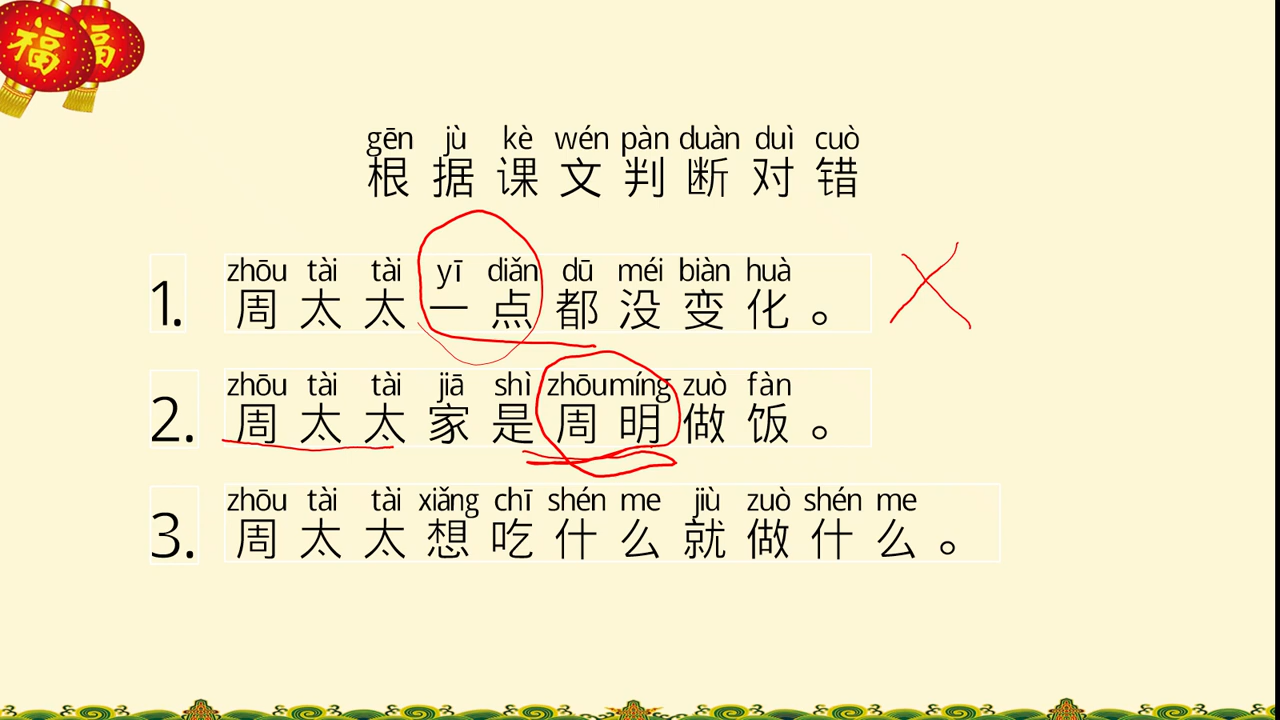 福 福
gēn jù kè wén pàn duàn duì cuò
根据课文判断对错
zhōu tài tài yī diǎn dū méi biàn huà
1. 周太太一点都没变化。
zhōu tài tài jiā shì zhōu míng zuò fàn
2. 周太太家是周明做饭。
zhōu tài tài xiǎng chī shén me jiù zuò shén me
3. 周太太想吃什么就做什么。